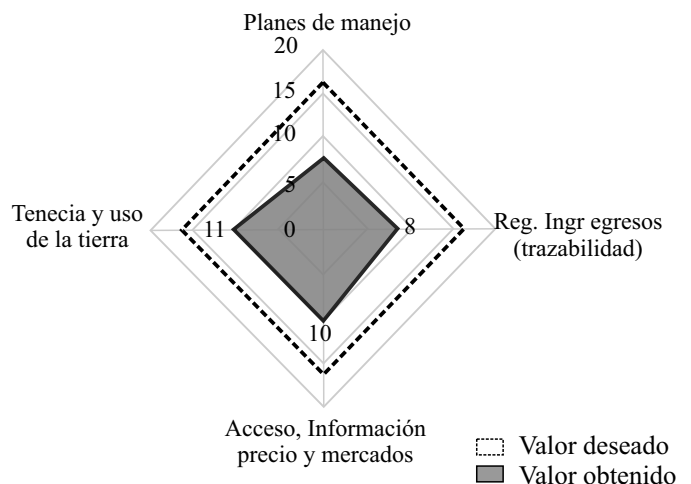 Planes de manejo
20
15
10
5
0
Tenecia y uso
de la tierra
11
8
Reg. Ingr egresos
(trazabilidad)
10
Acceso, Información
precio y mercados
Valor deseado
Valor obtenido